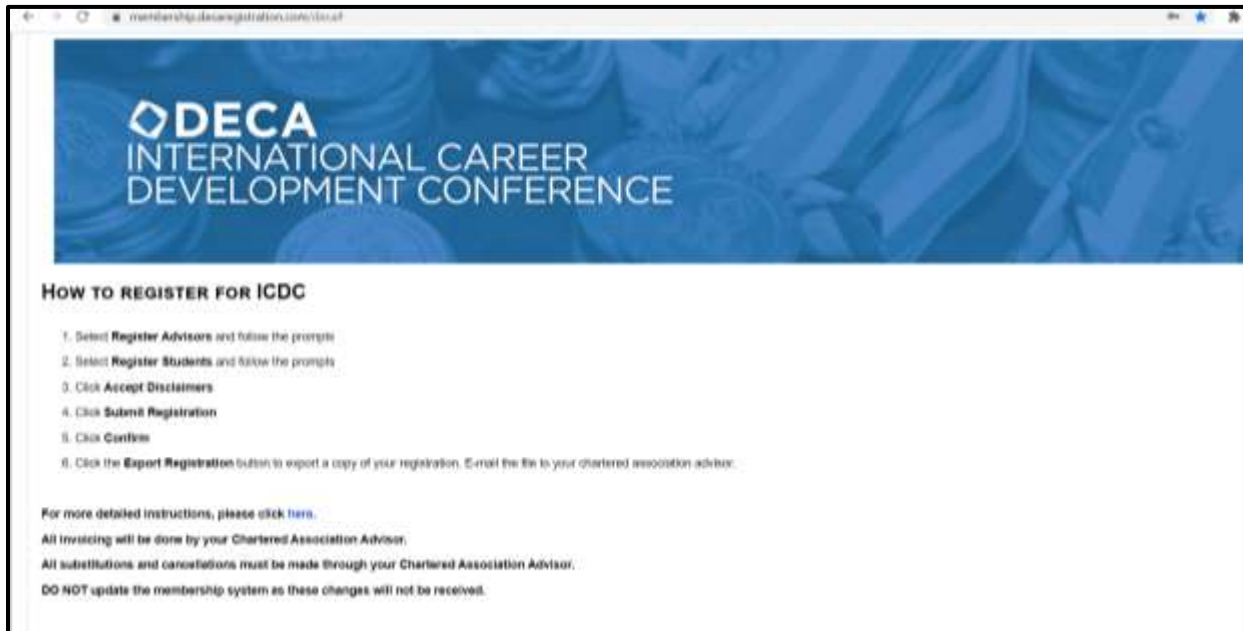 membership.decaregistration.com/
DECA
INTERNATIONAL CAREER
DEVELOPMENT CONFERENCE
HOW TO REGISTER FOR ICDC
1. Select Register Advisors and follow the prompts
2. Select Register Students and follow the prompts
3. Click Accept Disclaimers
4. Click Submit Registration
5. Click Confirm
6. Click the Export Registration button to export a copy of your registration. E-mail the file to your chartered association advisor.
For more detailed instructions, please click here.
All invoicing will be done by your Chartered Association Advisor.
All substitutions and cancellations must be made through your Chartered Association Advisor.
DO NOT update the membership system as these changes will not be received.